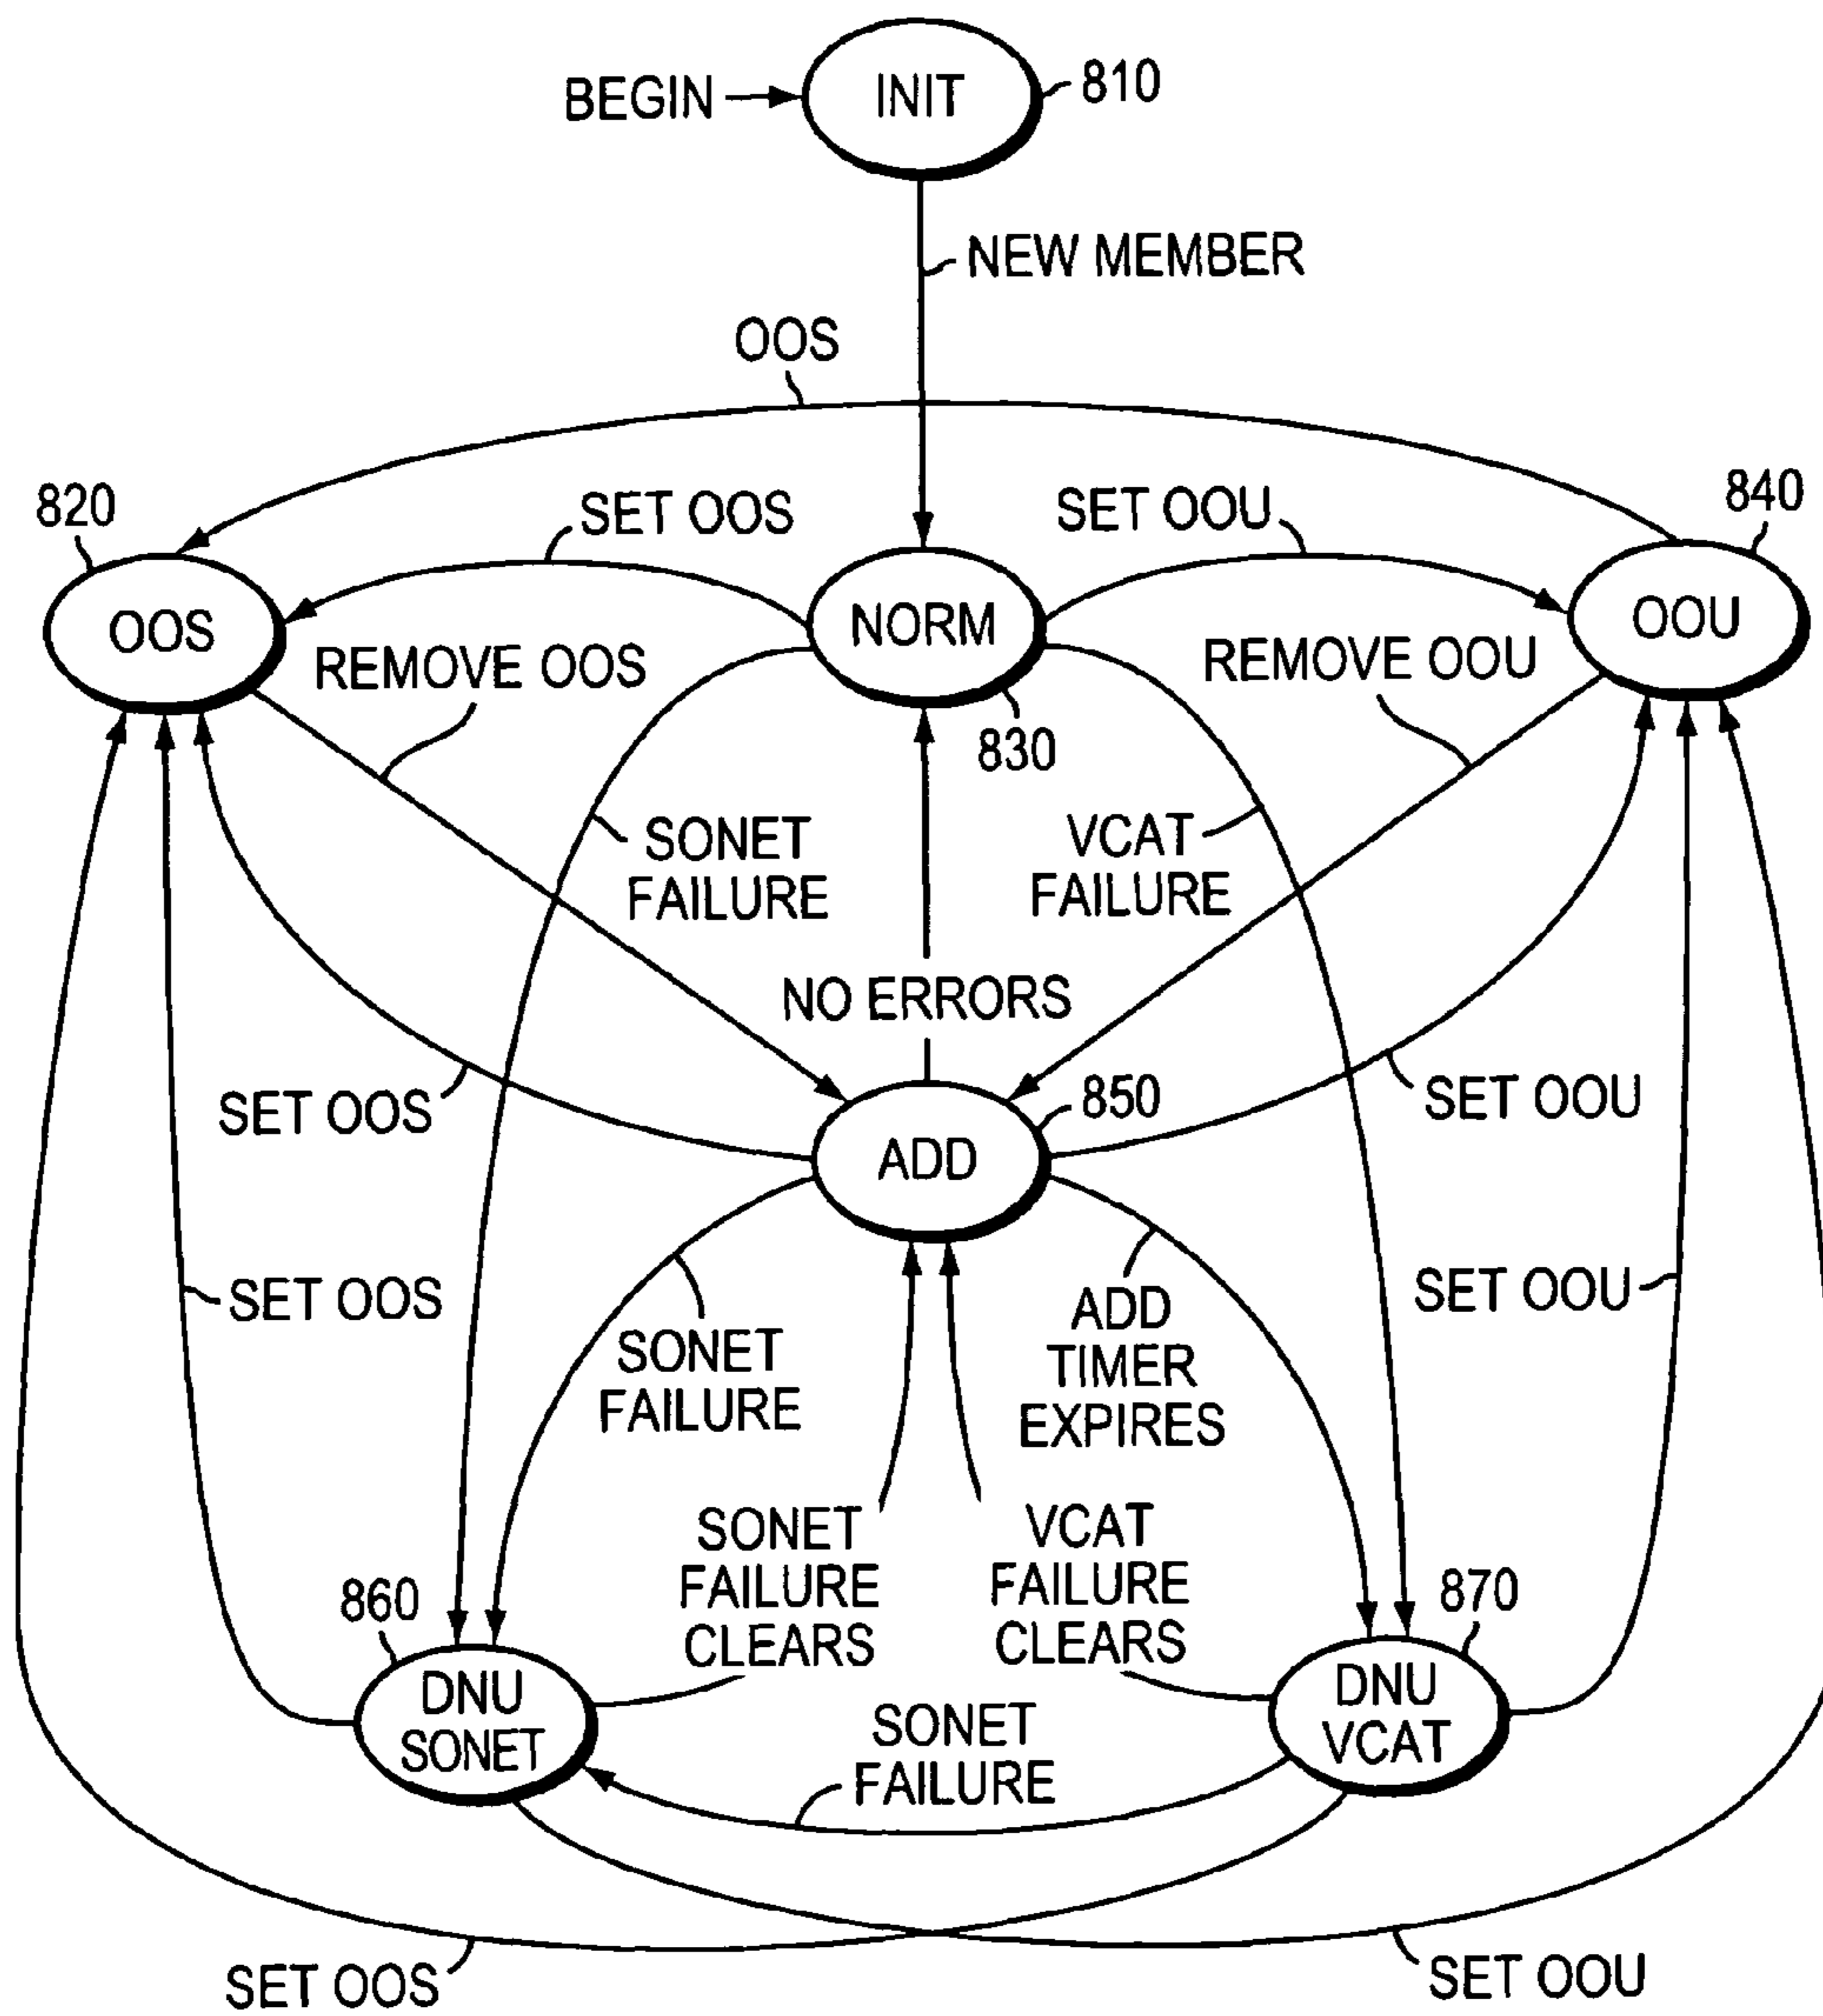 BEGIN
INIT
810
NEW MEMBER
OOS
820
SET OOS
SET OOU
840
OOS
NORM
OOU
REMOVE OOS
REMOVE OOU
830
SONET
FAILURE
VCAT
FAILURE
NO ERRORS
SET OOS
850
SET OOU
ADD
SET OOS
SET OOU
SONET
FAILURE
ADD
TIMER
EXPIRES
SONET
FAILURE
CLEARS
VCAT
FAILURE
CLEARS
860
870
DNU
SONET
DNU
VCAT
SONET
FAILURE
SET OOS
SET OOU